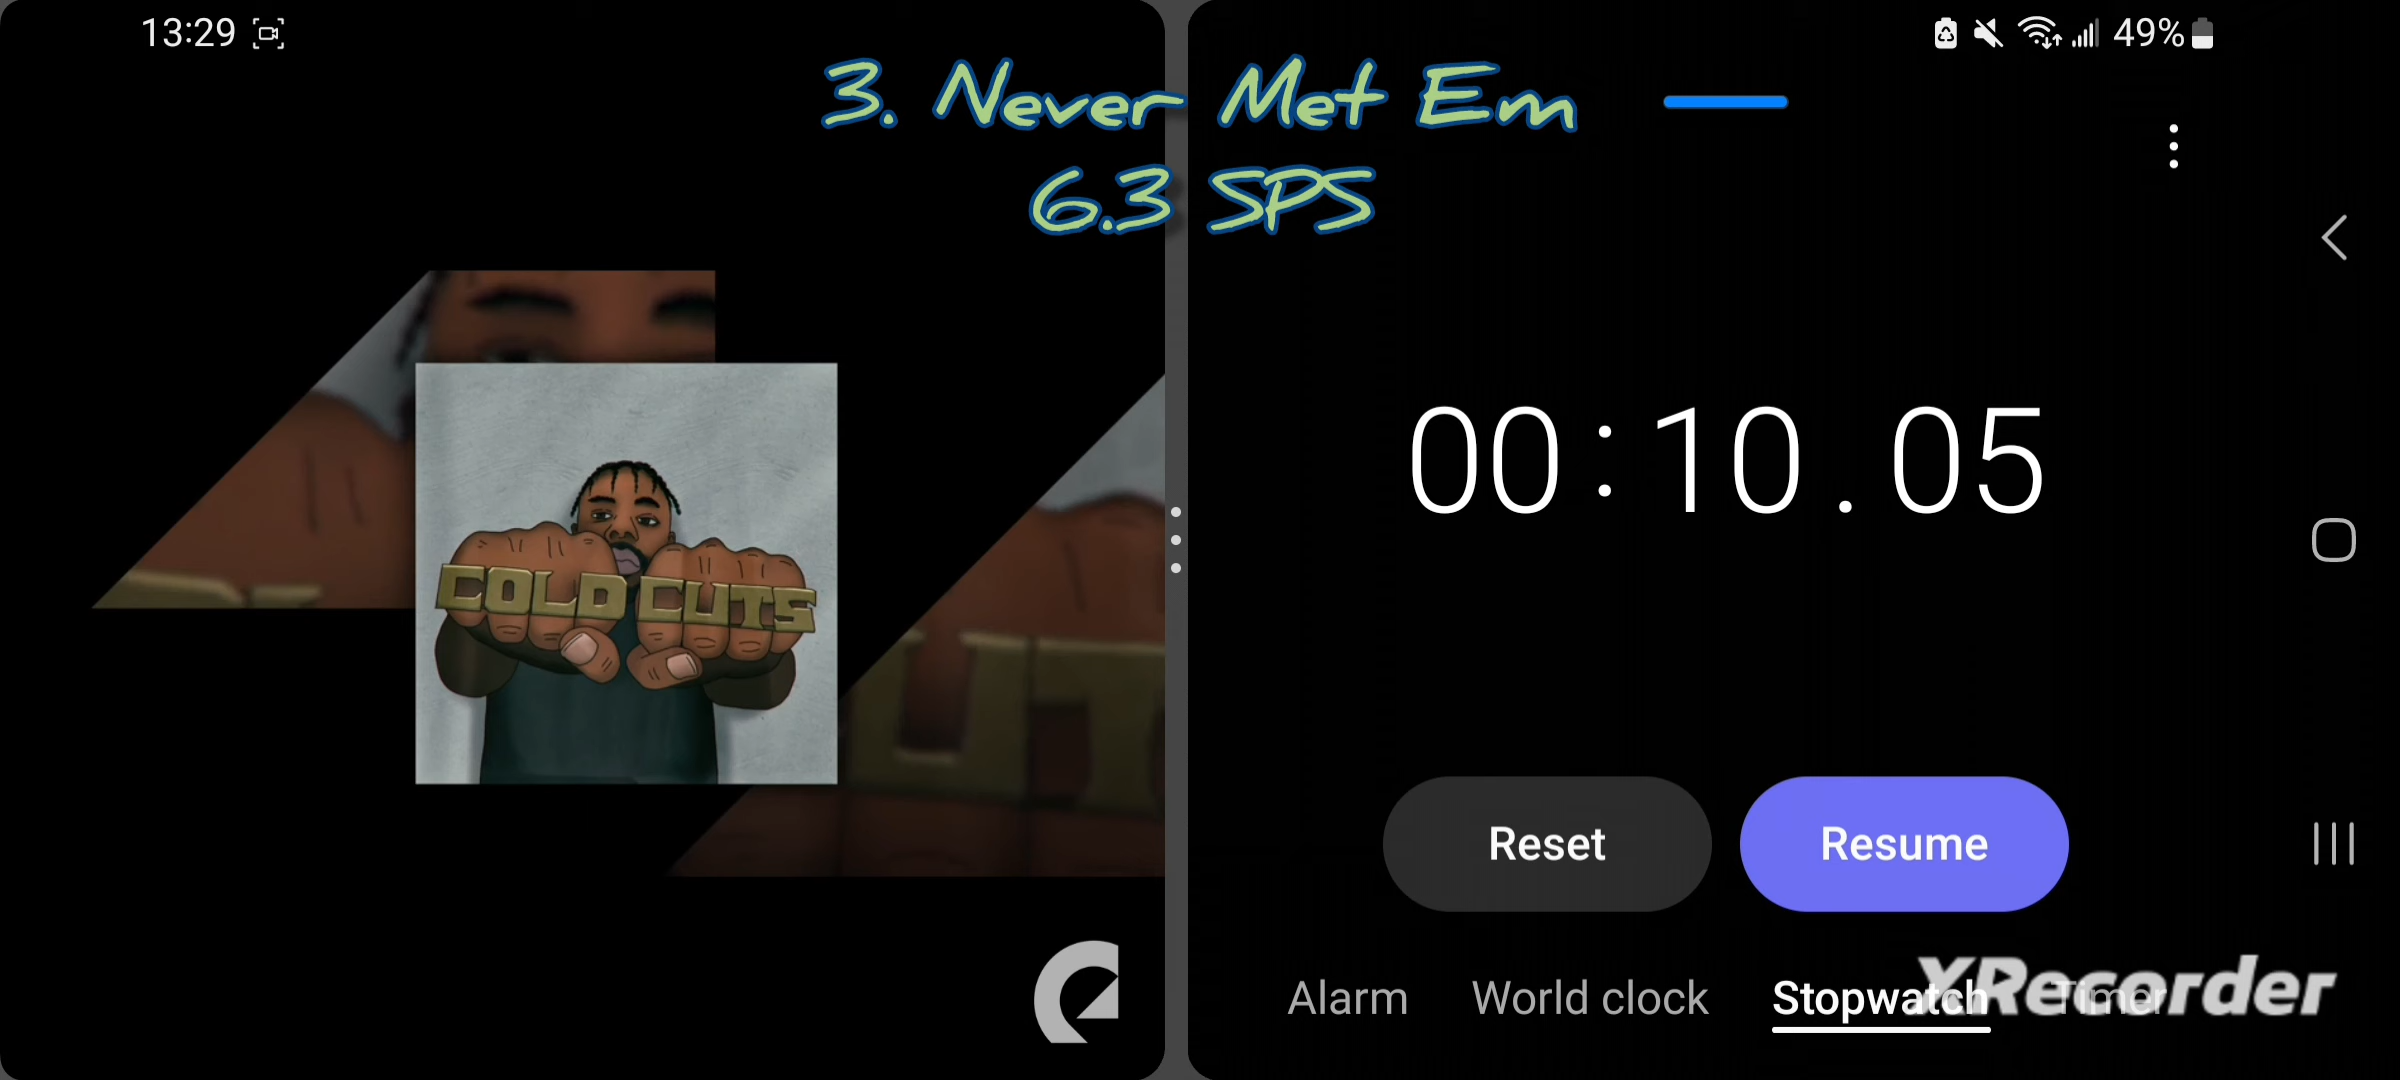 13:29
49%
3. Never Met Em
6.3 SPS
COLD CUTS
00:10.05
Reset
Resume
Alarm
World clock
Stopwatch
Timer
XRecorder